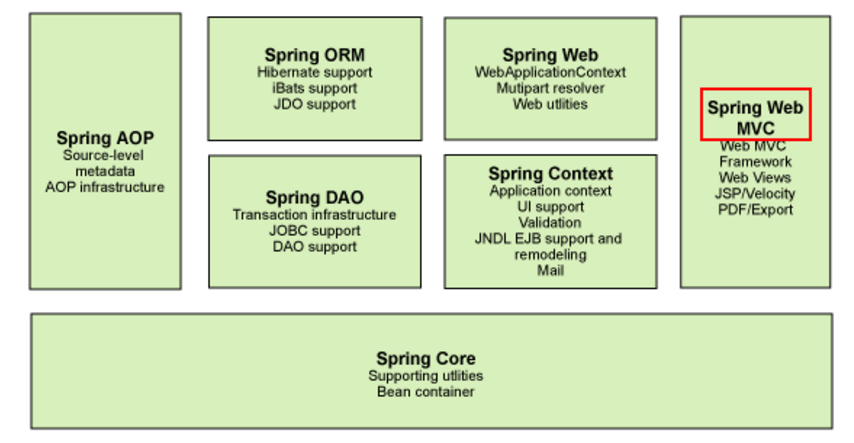 Spring AOP
Source-level
metadata
AOP infrastructure
Spring ORM
Hibernate support
iBats support
JDO support
Spring DAO
Transaction infrastructure
JOBC support
DAO support
Spring Web
WebApplicationContext
Mutipart resolver
Web utlities
Spring Context
Application context
UI support
Validation
JNDL EJB support and
remodeling
Mail
Spring Web
MVC
Web MVC
Framework
Web Views
JSP/Velocity
PDF/Export
Spring Core
Supporting utlities
Bean container